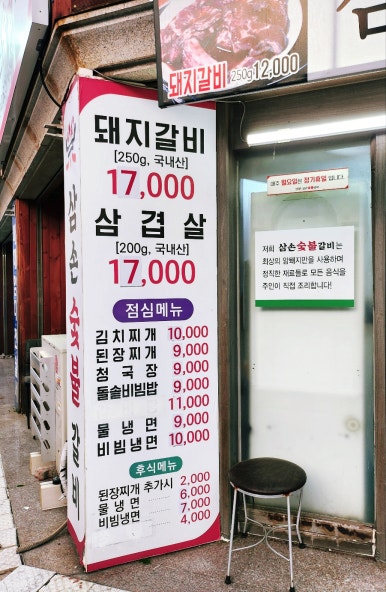 돼지갈비 250g 12,000
삼
돼지갈비
[250g, 국내산]
17,000
삼겹살
[200g, 국내산]
17,000
점심메뉴
김치찌개 10,000
된장찌개 9,000
청국장 9,000
돌솥비빔밥 9,000
11,000
물냉면 9,000
비빔냉면 10,000
후식메뉴
된장찌개 추가시 2,000
물냉면 6,000
비빔냉면 7,000
4,000
삼손숯불갈비
매주 월요일은 정기휴일 입니다.
저희 삼손숯불갈비는
최상의 암퇘지만을 사용하며
정직한 재료들로 모든 음식을
주인이 직접 조리합니다!